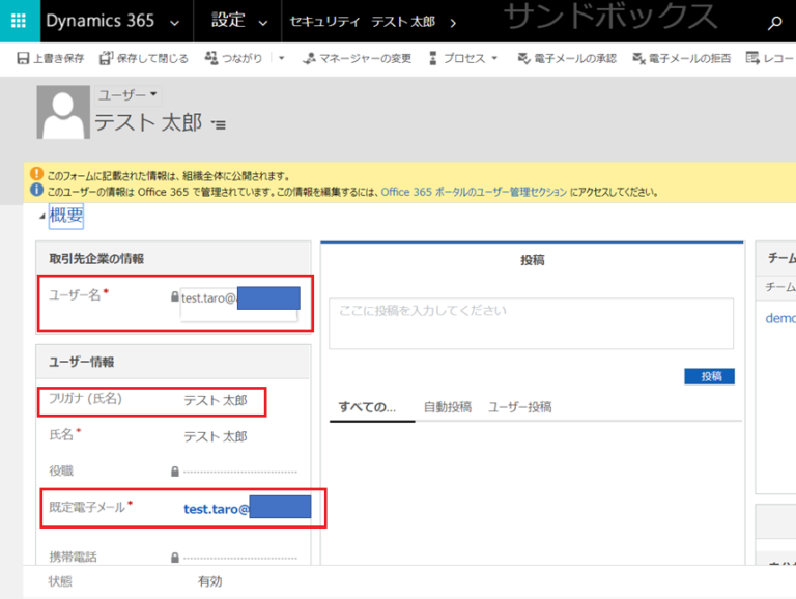 Dynamics 365 設定 セキュリティ テスト 太郎 サンドボックス
上書き保存 保存して閉じる つながり マネージャーの変更 プロセス 電子メールの承認 電子メールの拒否 レコー
ユーザー
テスト 太郎
このフォームに記載された情報は、組織全体に公開されます。
このユーザーの情報は Office 365 で管理されています。この情報を編集するには、Office 365 ポータルのユーザー管理セクション にアクセスしてください。
概要
取引先企業の情報
ユーザー名* test.taro@
ユーザー情報
フリガナ (氏名) テスト 太郎
氏名* テスト 太郎
役職
既定電子メール* test.taro@
携帯電話
状態 有効
投稿
ここに投稿を入力してください
投稿
すべての... 自動投稿 ユーザー投稿
チーム
チーム
demo